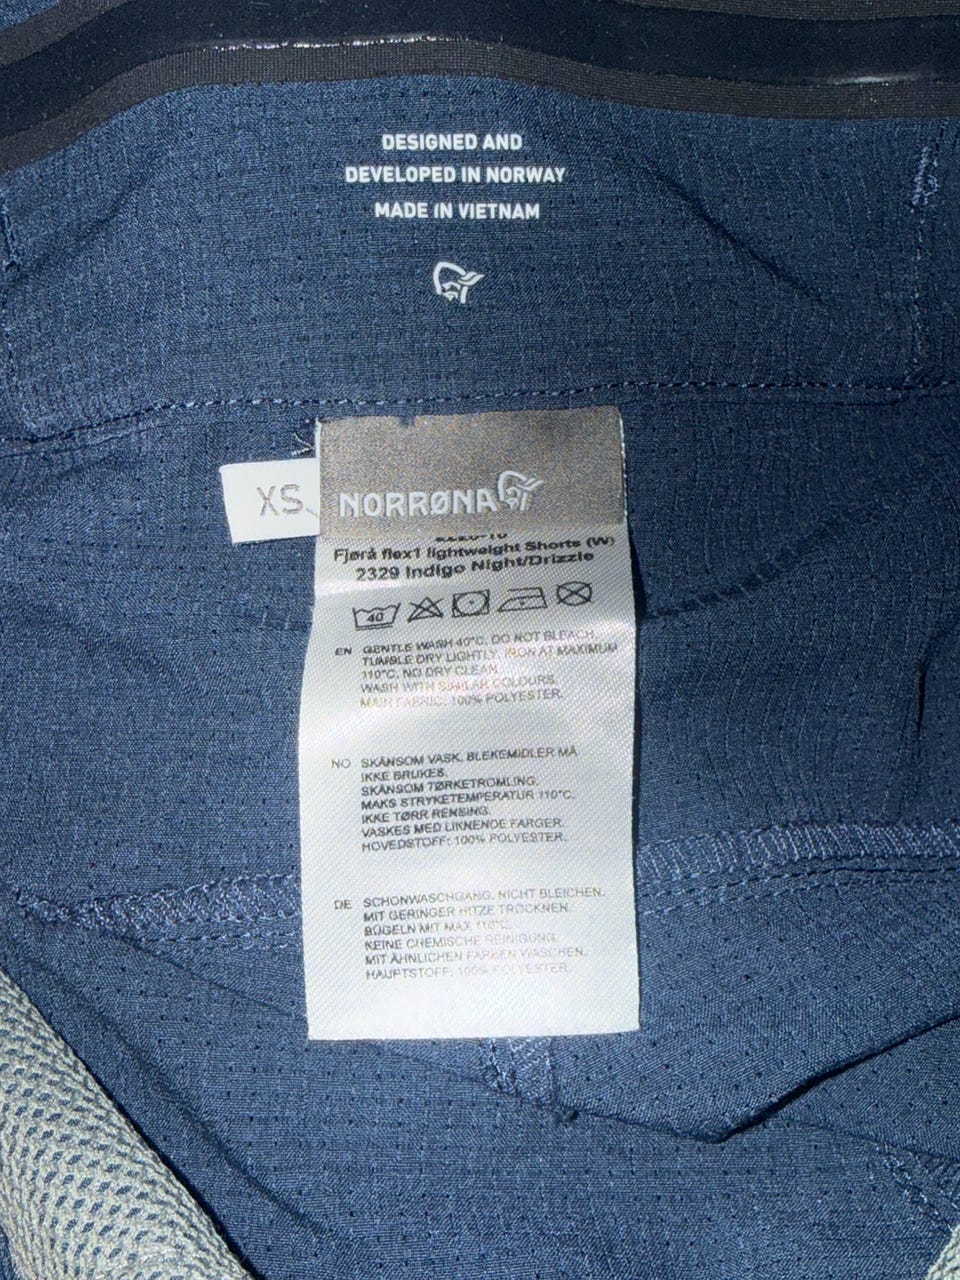 DESIGNED AND
DEVELOPED IN NORWAY
MADE IN VIETNAM
XS
NORRØNA
Fjørå flex1 lightweight Shorts (W)
2329 Indigo Night/Drizzle
40
EN GENTLE WASH 40°C. DO NOT BLEACH.
TUMBLE DRY LIGHTLY. IRON AT MAXIMUM
110°C. NO DRY CLEAN.
WASH WITH SIMILAR COLOURS.
MAIN FABRIC: 100% POLYESTER.
NO SKÅNSOM VASK. BLEKEMIDLER MÅ
IKKE BRUKES.
SKÅNSOM TØRKETROMLING.
MAKS STRYKETEMPERATUR 110°C.
IKKE TØRR RENSING.
VASKES MED LIKNENDE FARGER.
HOVEDSTOFF: 100% POLYESTER.
DE SCHONWASCHGANG. NICHT BLEICHEN.
MIT GERINGER HITZE TROCKNEN.
BÜGELN MIT MAX 110°C.
KEINE CHEMISCHE REINIGUNG.
MIT ÄHNLICHEN FARBEN WASCHEN.
HAUPTSTOFF: 100% POLYESTER.